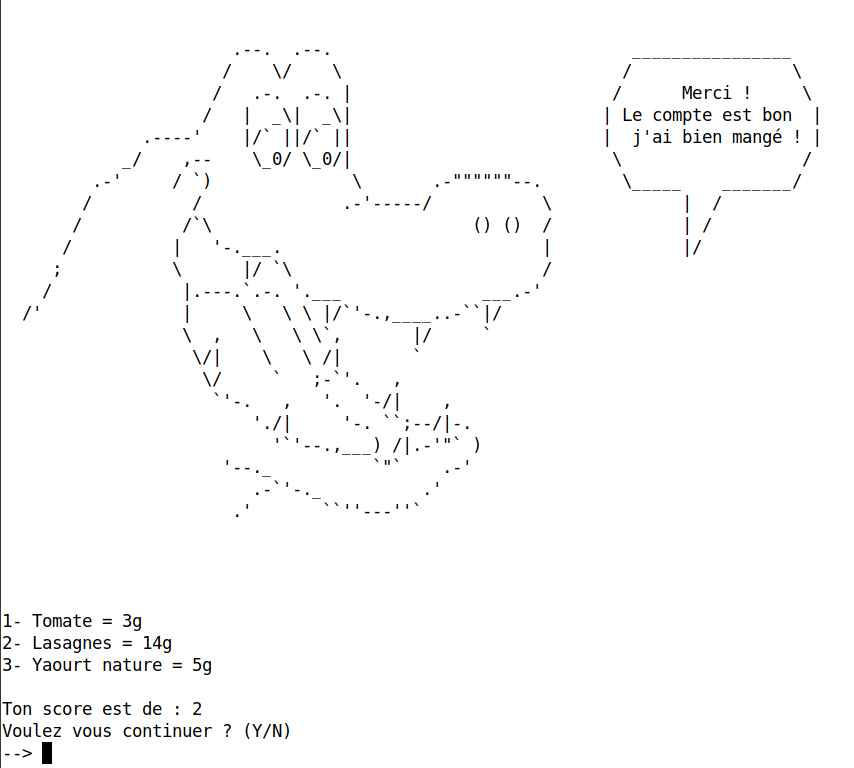 Merci !
Le compte est bon
j'ai bien mangé !
1- Tomate = 3g
2- Lasagnes = 14g
3- Yaourt nature = 5g
Ton score est de : 2
Voulez vous continuer ? (Y/N)
-->